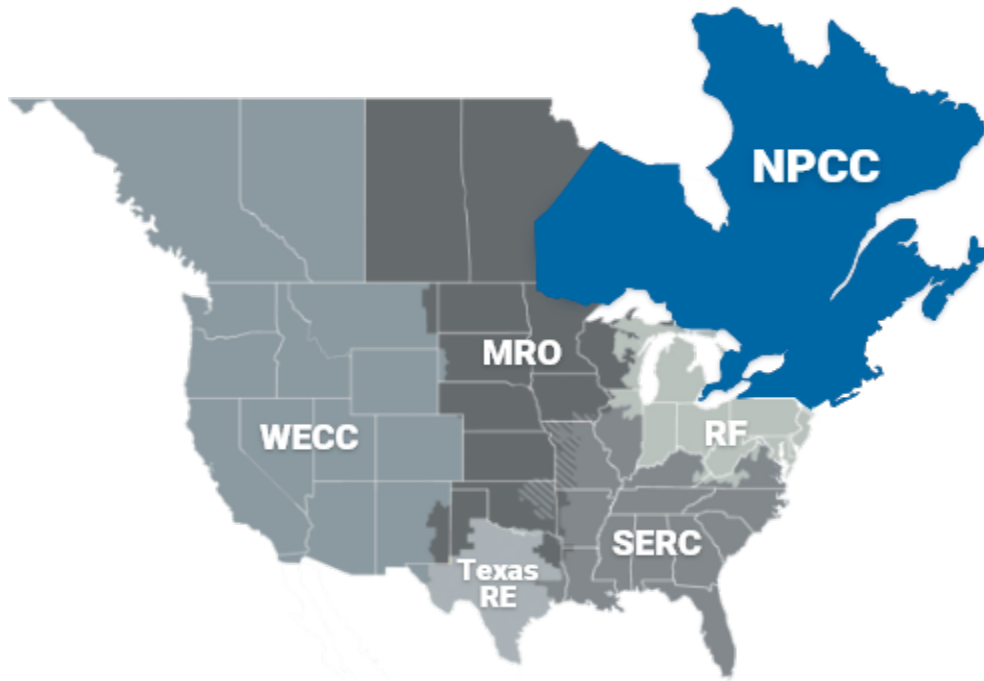 NPCC
MRO
WECC
RF
SERC
Texas
RE